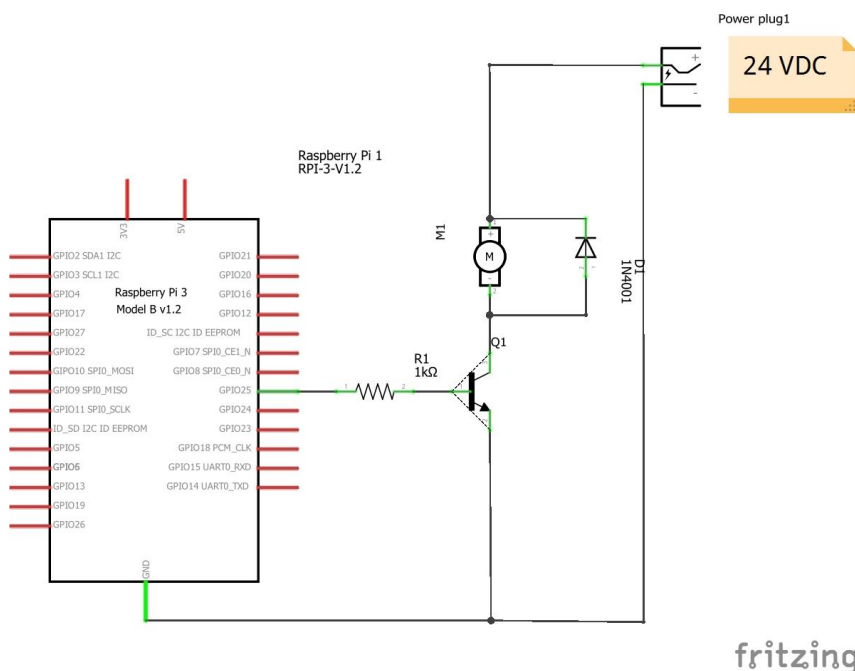 Power plug1
24 VDC
+
-
Raspberry Pi 1
RPI-3-V1.2
3V3
5V
GPIO2 SDA1 I2C
GPIO3 SCL1 I2C
GPIO4
GPIO17
GPIO27
GPIO22
GIPO10 SPI0_MOSI
GPIO9 SPI0_MISO
GPIO11 SPI0_SCLK
ID_SD I2C ID EEPROM
GPIO5
GPIO6
GPIO13
GPIO19
GPIO26
Raspberry Pi 3
Model B v1.2
GPIO21
GPIO20
GPIO16
GPIO12
ID_SC I2C ID EEPROM
GPIO7 SPI0_CE1_N
GPIO8 SPI0_CE0_N
GPIO25
GPIO24
GPIO23
GPIO18 PCM_CLK
GPIO15 UART0_RXD
GPIO14 UART0_TXD
GND
R1
1kΩ
1
2
M1
+
M
-
D1
1N4001
Q1
fritzing